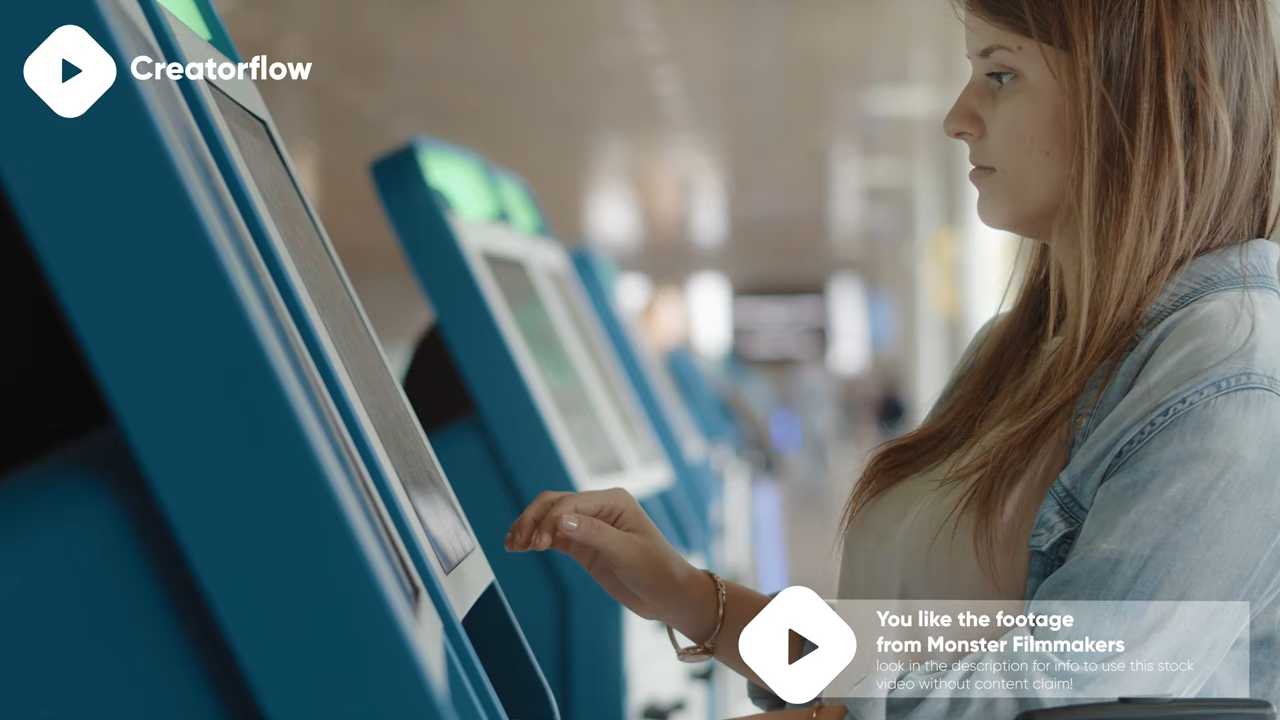 Creatorflow
You like the footage
from Monster Filmmakers
look in the description for info to use this stock
video without content claim!